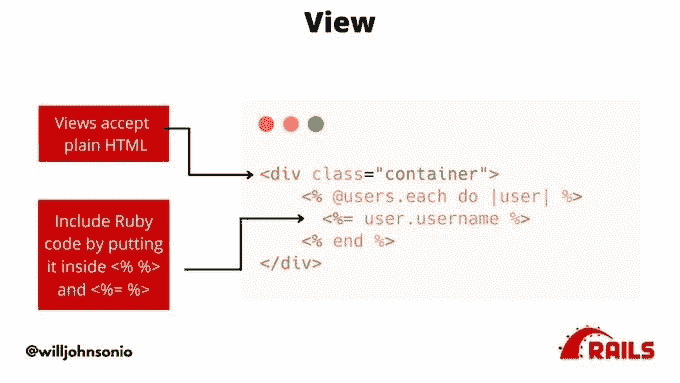 View
Views accept
plain HTML
Include Ruby
code by putting
it inside <% %>
and <%= %>
<div class="container">
<% @users.each do |user| %>
<%= user.username %>
<% end %>
</div>
@willjohnsonio
RAILS